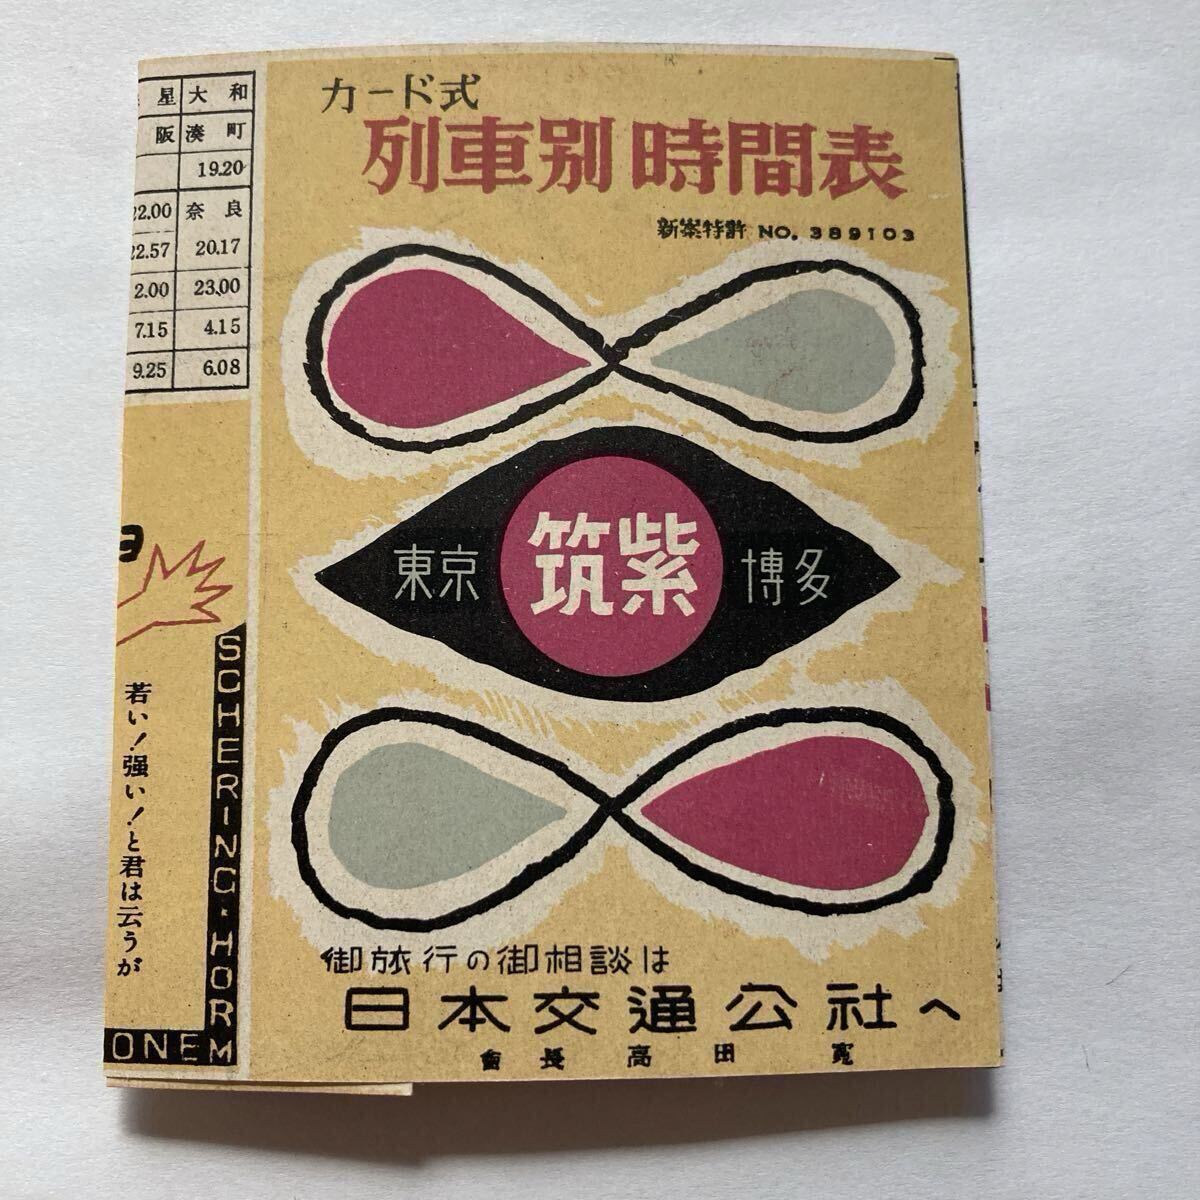 カード式
列車別 時間表
新案特許 NO. 389103
東京 筑紫 博多
御旅行の御相談は
日本交通公社へ
会長 高田 寛
星 大和
阪 湊町
19.20
22.00 奈良
22.57 20.17
2.00 23.00
7.15 4.15
9.25 6.08
若い！強い！と君は云うが
SCHERING・HOR
MONE